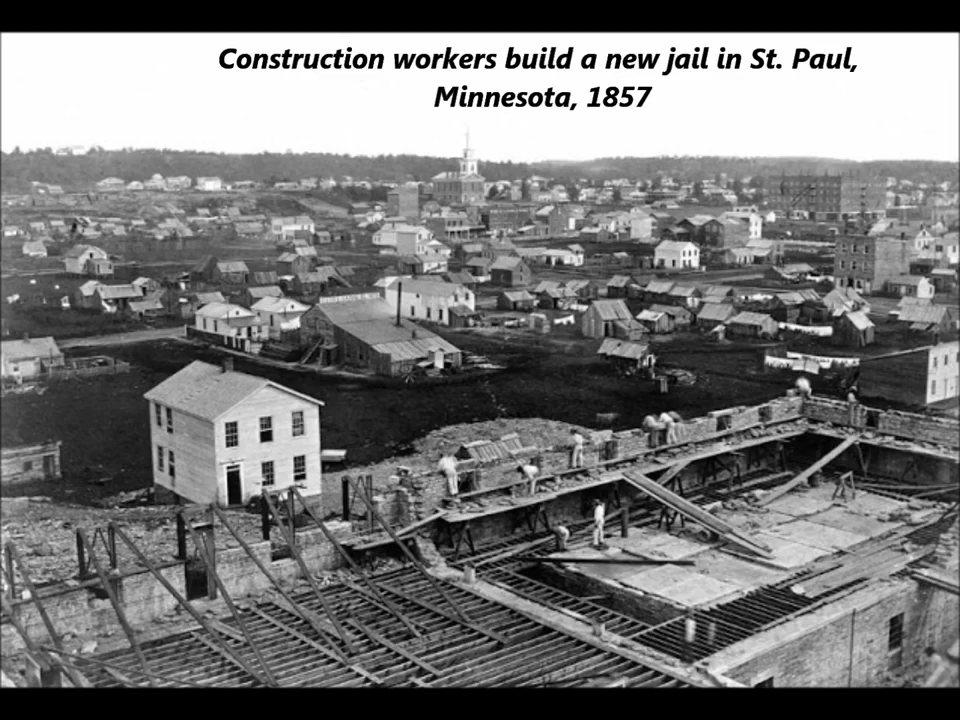 Construction workers build a new jail in St. Paul,
Minnesota, 1857